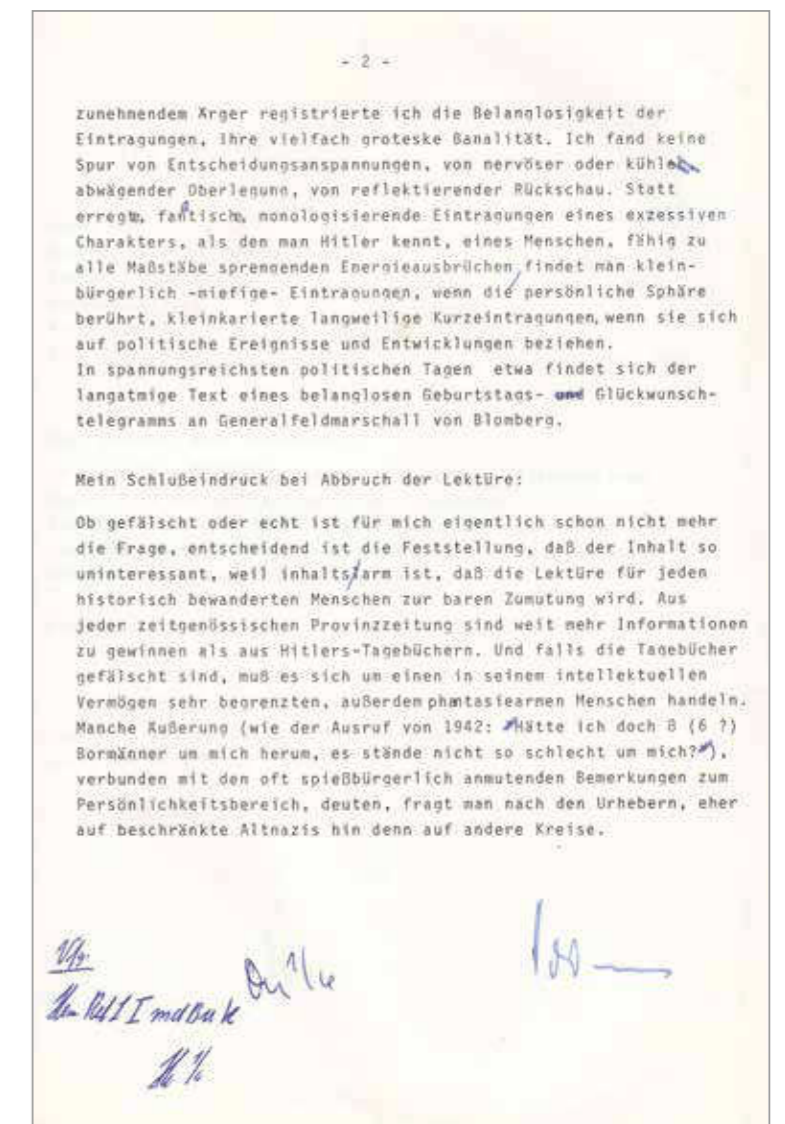 - 2 -
zunehmendem Ärger registrierte ich die Belanglosigkeit der
Eintragungen, ihre vielfach groteske Banalität. Ich fand keine
Spur von Entscheidungsanspannungen, von nervöser oder kühler
abwägender Oberlegung, von reflektierender Rückschau. Statt
erregte, fantische, monologisierende Eintragungen eines exzessiven
Charakters, als den man Hitler kennt, eines Menschen, fähig zu
alle Maßstäbe sprengenden Energieausbrüchen, findet man klein-
bürgerlich -miefige- Eintragungen, wenn die persönliche Sphäre
berührt, kleinkarierte langweilige Kurzeintragungen, wenn sie sich
auf politische Ereignisse und Entwicklungen beziehen.
In spannungsreichsten politischen Tagen etwa findet sich der
langatmige Text eines belanglosen Geburtstags- und Glückwunsch-
telegramms an Generalfeldmarschall von Blomberg.
Mein Schlußeindruck bei Abbruch der Lektüre:
Ob gefälscht oder echt ist für mich eigentlich schon nicht mehr
die Frage, entscheidend ist die Feststellung, daß der Inhalt so
uninteressant, weil inhaltsarm ist, daß die Lektüre für jeden
historisch bewanderten Menschen zur baren Zumutung wird. Aus
jeder zeitgenössischen Provinzzeitung sind weit mehr Informationen
zu gewinnen als aus Hitlers-Tagebüchern. Und falls die Tagebücher
gefälscht sind, muß es sich um einen in seinem intellektuellen
Vermögen sehr begrenzten, außerdem phantasiearmen Menschen handeln.
Manche Äußerung (wie der Ausruf von 1942: "Hätte ich doch 8 (6 ?)
Bormänner um mich herum, es stände nicht so schlecht um mich?"),
verbunden mit den oft spießbürgerlich anmutenden Bemerkungen zum
Persönlichkeitsbereich, deuten, fragt man nach den Urhebern, eher
auf beschränkte Altnazis hin denn auf andere Kreise.